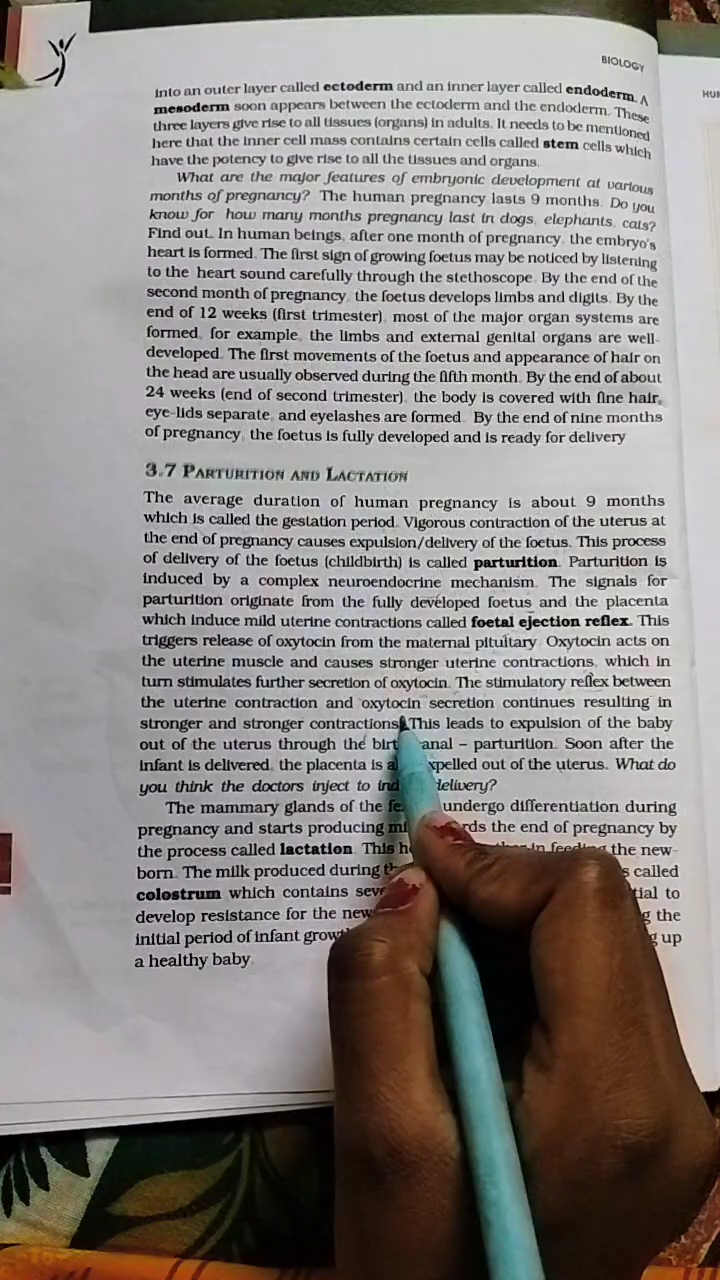 BIOLOGY
HUM
into an outer layer called ectoderm and an inner layer called endoderm. A
mesoderm soon appears between the ectoderm and the endoderm. These
three layers give rise to all tissues (organs) in adults. It needs to be mentioned
here that the inner cell mass contains certain cells called stem cells which
have the potency to give rise to all the tissues and organs.
What are the major features of embryonic development at various
months of pregnancy? The human pregnancy lasts 9 months. Do you
know for how many months pregnancy last in dogs, elephants, cats?
Find out. In human beings, after one month of pregnancy, the embryo's
heart is formed. The first sign of growing foetus may be noticed by listening
to the heart sound carefully through the stethoscope. By the end of the
second month of pregnancy, the foetus develops limbs and digits. By the
end of 12 weeks (first trimester), most of the major organ systems are
formed, for example, the limbs and external genital organs are well-
developed. The first movements of the foetus and appearance of hair on
the head are usually observed during the fifth month. By the end of about
24 weeks (end of second trimester), the body is covered with fine hair,
eye-lids separate, and eyelashes are formed. By the end of nine months
of pregnancy, the foetus is fully developed and is ready for delivery
3.7 PARTURITION AND LACTATION
The average duration of human pregnancy is about 9 months
which is called the gestation period. Vigorous contraction of the uterus at
the end of pregnancy causes expulsion/delivery of the foetus. This process
of delivery of the foetus (childbirth) is called parturition. Parturition is
induced by a complex neuroendocrine mechanism. The signals for
parturition originate from the fully developed foetus and the placenta
which induce mild uterine contractions called foetal ejection reflex. This
triggers release of oxytocin from the maternal pituitary. Oxytocin acts on
the uterine muscle and causes stronger uterine contractions, which in
turn stimulates further secretion of oxytocin. The stimulatory reflex between
the uterine contraction and oxytocin secretion continues resulting in
stronger and stronger contractions. This leads to expulsion of the baby
out of the uterus through the birth canal – parturition. Soon after the
infant is delivered, the placenta is expelled out of the uterus. What do
you think the doctors inject to delivery?
The mammary glands of the undergo differentiation during
pregnancy and starts producing the end of pregnancy by
the process called lactation. This in feeding the new-
born. The milk produced during called
colostrum which contains to
develop resistance for the the
initial period of infant up
a healthy baby